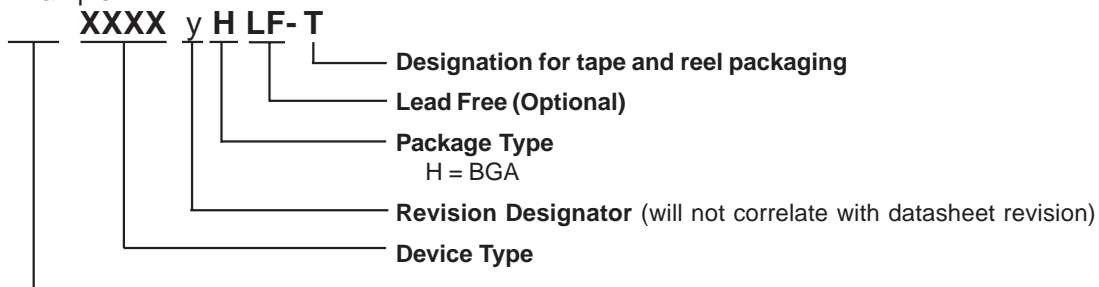 XXXX y H LF- T
Designation for tape and reel packaging
Lead Free (Optional)
Package Type
H = BGA
Revision Designator (will not correlate with datasheet revision)
Device Type